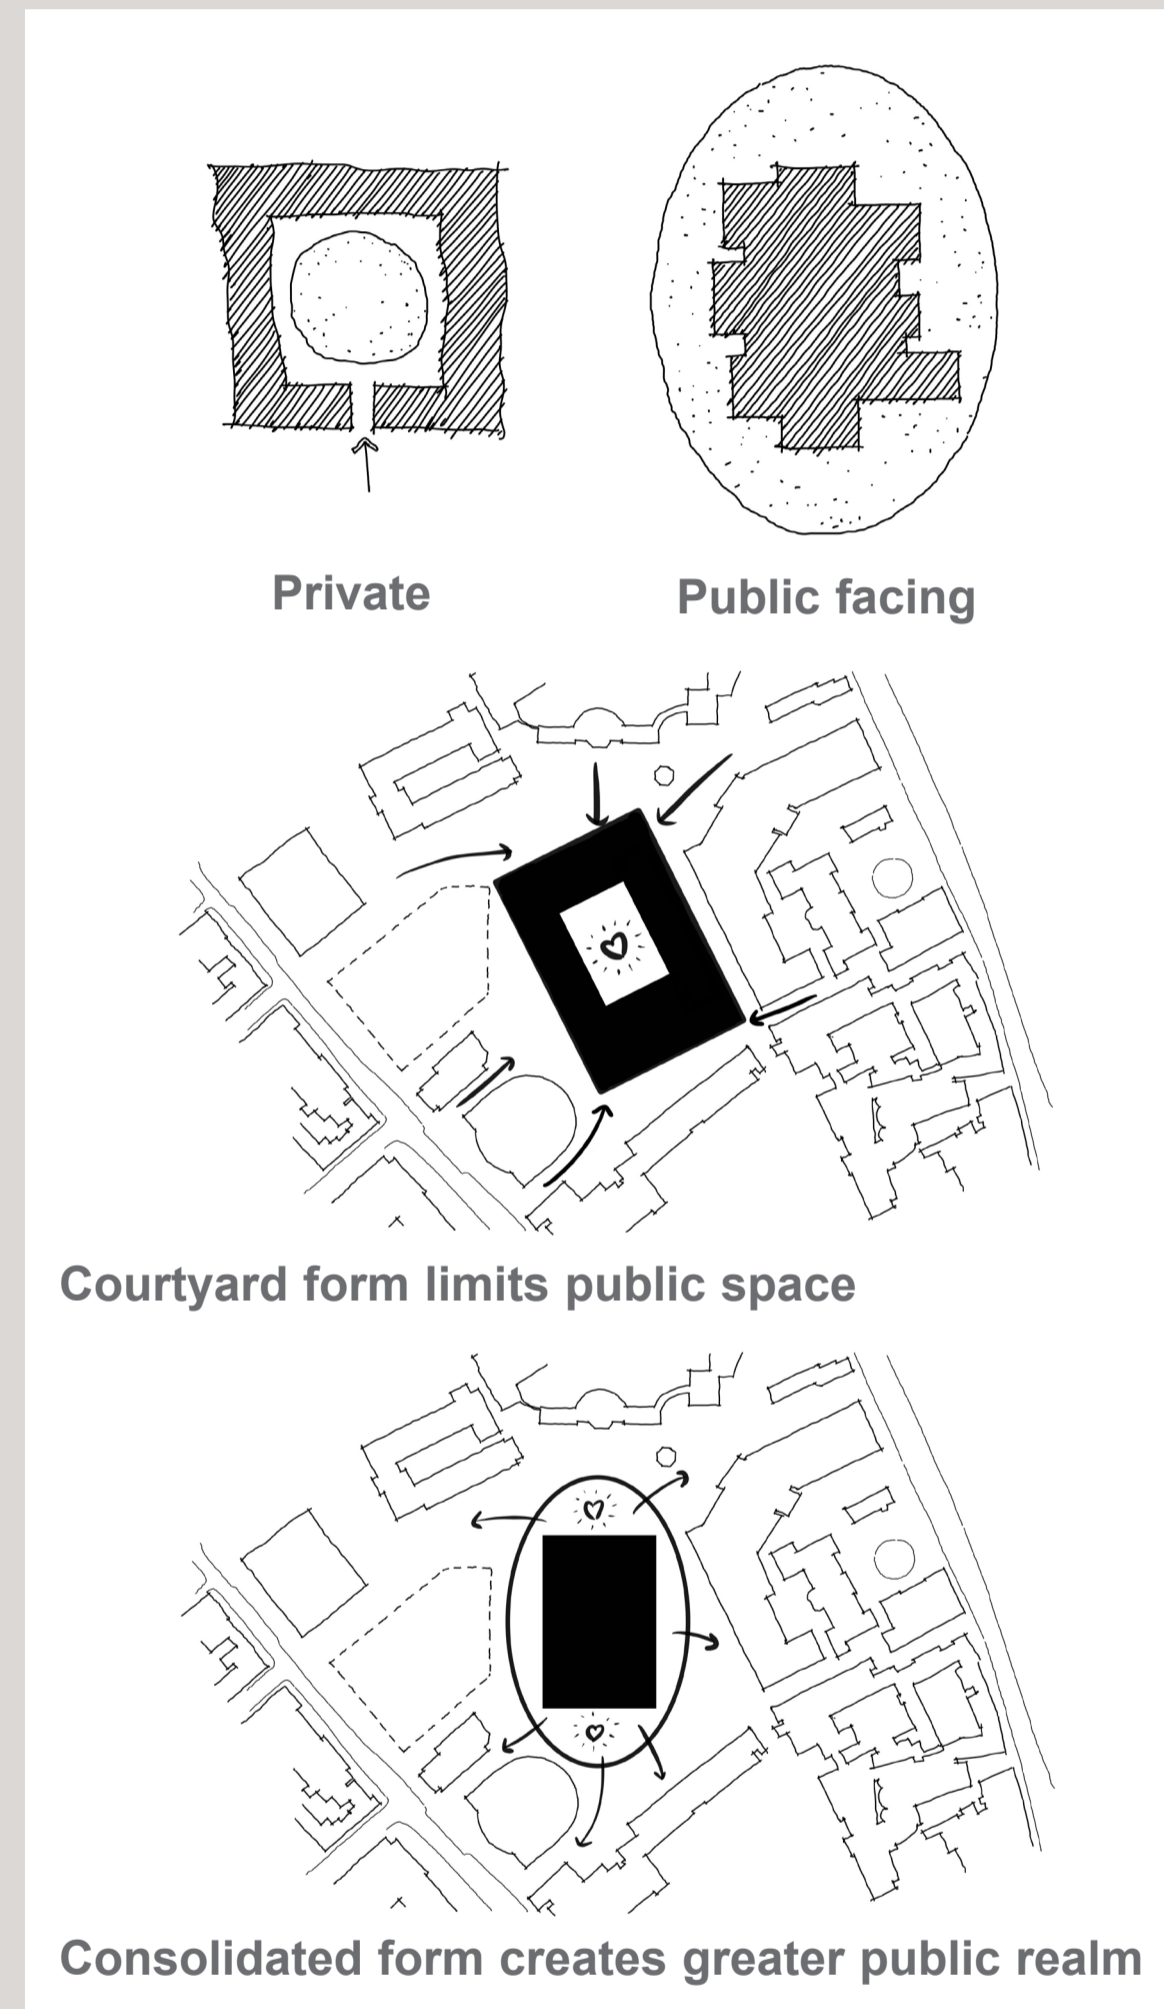 Private
Public facing
Courtyard form limits public space
Consolidated form creates greater public realm